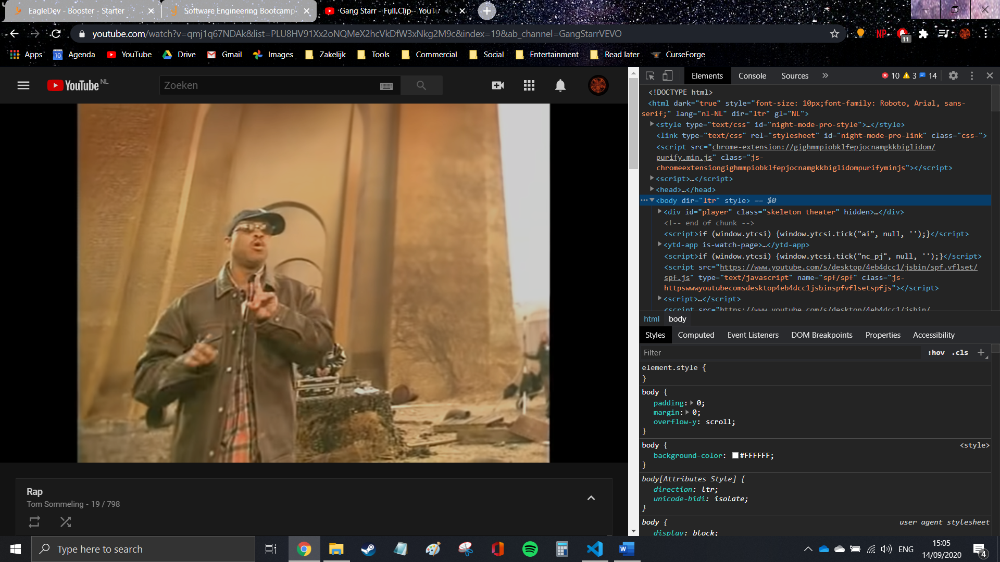 EagleDev - Booster - Starter
Software Engineering Bootcamp
Gang Starr - Full Clip - YouTu
youtube.com/watch?v=qmj1q67NDAk&list=PLU8HV91Xx2oNQMeX2hcVkDfW3xNkg2M9c&index=19&ab_channel=GangStarrVEVO
NP
11
Apps
10
Agenda
YouTube
Drive
Gmail
Images
Zakelijk
Tools
Commercial
Social
Entertainment
Read later
CurseForge
YouTube NL
Zoeken
Rap
Tom Sommeling - 19 / 798
Elements
Console
Sources
10
3
14
<!DOCTYPE html>
<html dark="true" style="font-size: 10px;font-family: Roboto, Arial, sans-
serif;" lang="nl-NL" dir="ltr" gl="NL">
<style type="text/css" id="night-mode-pro-style">…</style>
<link type="text/css" rel="stylesheet" id="night-mode-pro-link" class="css-">
<script src="chrome-extension://gighmmpiobklfepjocnamgkkbiglidom/
purify.min.js" class="js-
chromeextensiongighmmpiobklfepjocnamgkkbiglidompurifyminjs"></script>
<script>…</script>
<head>…</head>
<body dir="ltr" style> == $0
<div id="player" class="skeleton theater" hidden>…</div>
<!-- end of chunk -->
<script>if (window.ytcsi) {window.ytcsi.tick("ai", null, '');}</script>
<ytd-app is-watch-page>…</ytd-app>
<script>if (window.ytcsi) {window.ytcsi.tick("nc_pj", null, '');}</script>
<script src="https://www.youtube.com/s/desktop/4eb4dcc1/jsbin/spf.vflset/
spf.js" type="text/javascript" name="spf/spf" class="js-
httpswwwyoutubecomsdesktop4eb4dcc1jsbinspfvflsetspfjs"></script>
<script>…</script>
<script src="https://www.youtube.com/s/desktop/4eb4dcc1/jsbin/
html
body
Styles
Computed
Event Listeners
DOM Breakpoints
Properties
Accessibility
Filter
:hov
.cls
element.style {
}
body {
padding: 0;
margin: 0;
overflow-y: scroll;
}
body {
<style>
background-color: #FFFFFF;
}
body[Attributes Style] {
direction: ltr;
unicode-bidi: isolate;
}
body {
user agent stylesheet
display: block;
Type here to search
ENG
15:05
14/09/2020
4